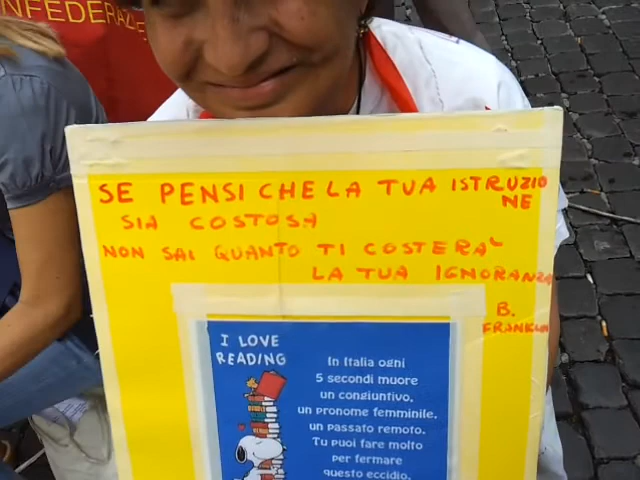 NFEDERAZI
SE PENSI CHE LA TUA ISTRUZIO
NE
SIA COSTOSA
NON SAI QUANTO TI COSTERA'
LA TUA IGNORANZA
B.
FRANKLIN
I LOVE
READING
In Italia ogni
5 secondi muore
un congiuntivo,
un pronome femminile,
un passato remoto.
Tu puoi fare molto
per fermare
questo eccidio.